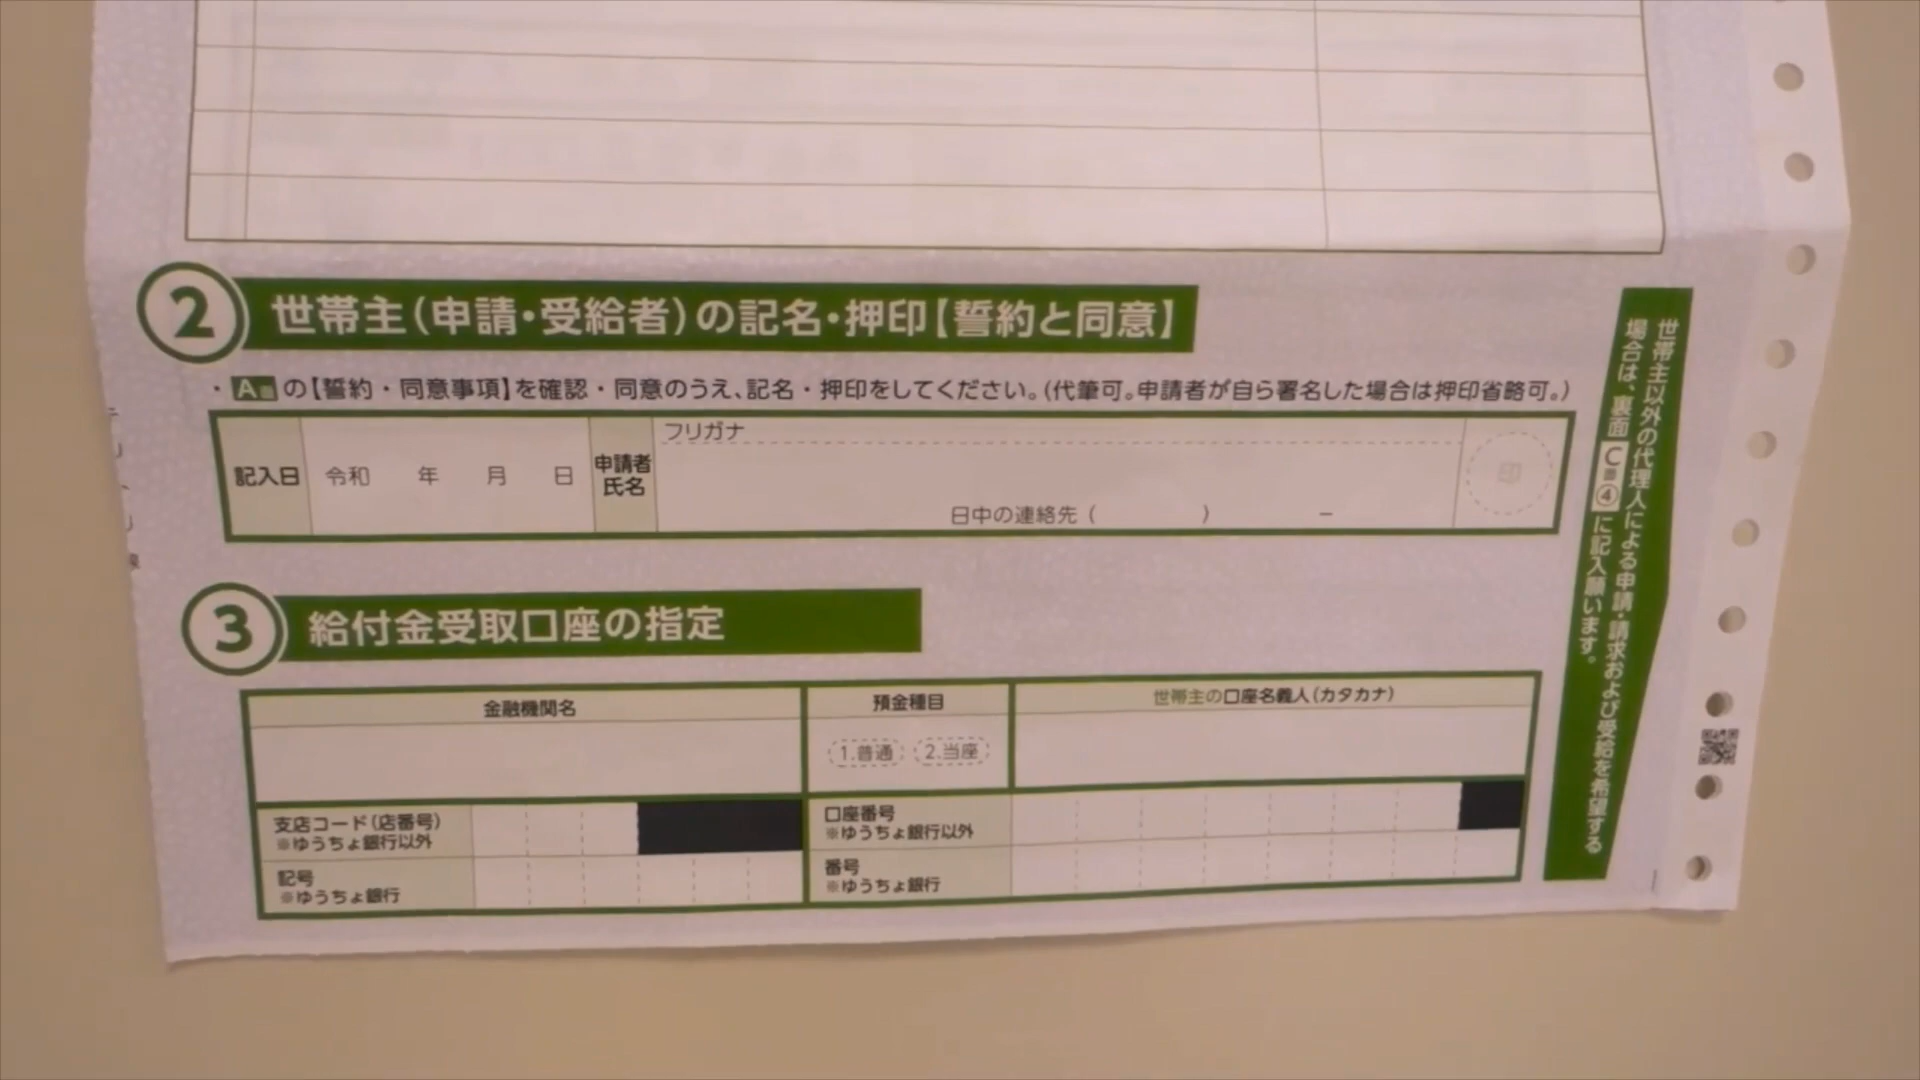 ② 世帯主(申請・受給者)の記名・押印【誓約と同意】
・A面の【誓約・同意事項】を確認・同意のうえ、記名・押印をしてください。(代筆可。申請者が自ら署名した場合は押印省略可。)
記入日 令和 年 月 日
申請者氏名
フリガナ
日中の連絡先 ( ) −
印
③ 給付金受取口座の指定
金融機関名
預金種目
世帯主の口座名義人(カタカナ)
1.普通 2.当座
支店コード(店番号)
※ゆうちょ銀行以外
口座番号
※ゆうちょ銀行以外
記号
※ゆうちょ銀行
番号
※ゆうちょ銀行
世帯主以外の代理人による申請・請求および受給を希望する
場合は、裏面C面④に記入願います。